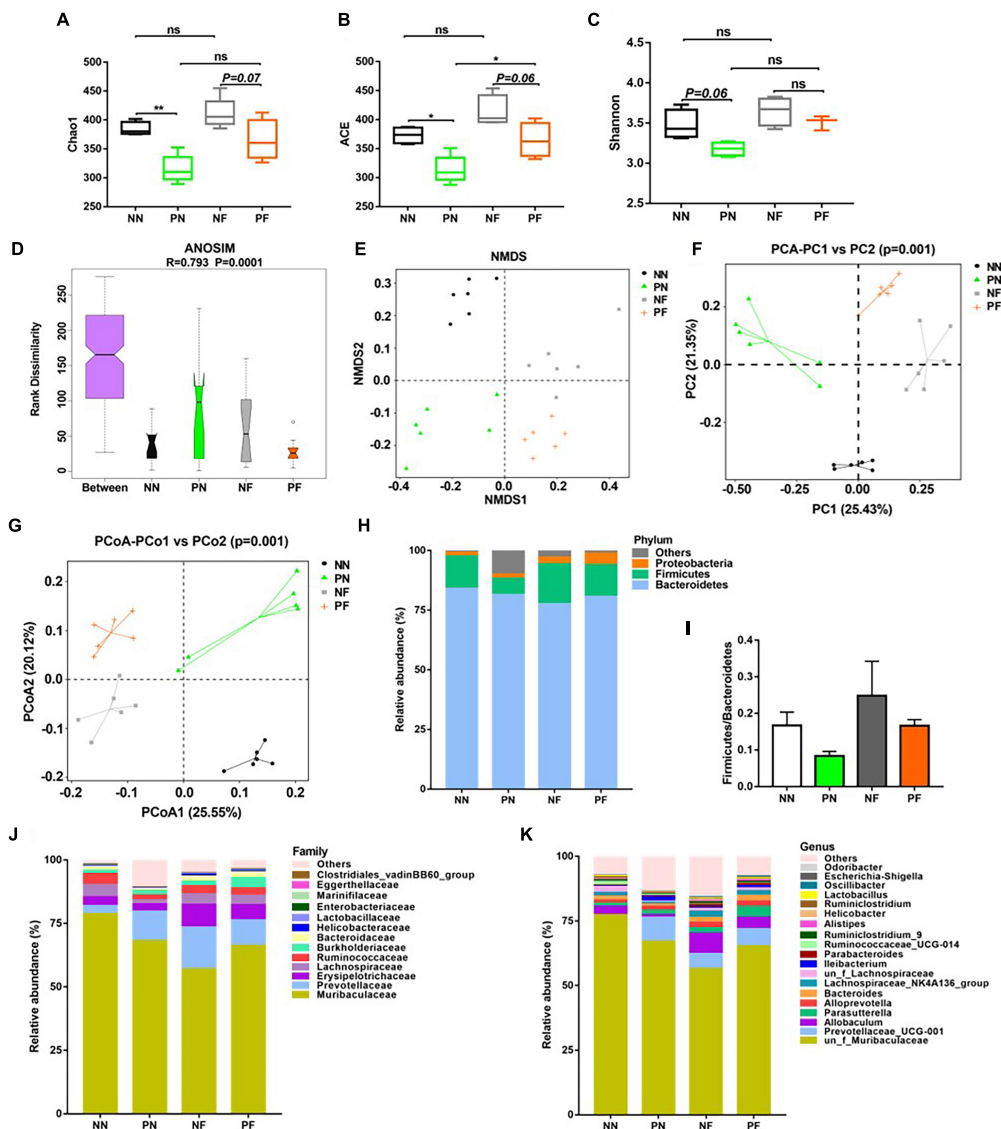 A
ns
ns
P=0.07
**
Chao1
500
450
400
350
300
250
NN PN NF PF
B
ns
*
P=0.06
*
ACE
500
450
400
350
300
250
NN PN NF PF
C
ns
ns
P=0.06
ns
Shannon
4.5
4.0
3.5
3.0
2.5
NN PN NF PF
D
ANOSIM
R=0.793 P=0.0001
Rank Dissimilarity
250
200
150
100
50
0
Between NN PN NF PF
E
NMDS
NN
PN
NF
PF
NMDS2
0.3
0.2
0.1
0.0
-0.1
-0.2
-0.4 -0.2 0.0 0.2 0.4
NMDS1
F
PCA-PC1 vs PC2 (p=0.001)
NN
PN
NF
PF
PC2 (21.35%)
0.2
0.0
-0.2
-0.50 -0.25 0.00 0.25
PC1 (25.43%)
G
PCoA-PCo1 vs PCo2 (p=0.001)
NN
PN
NF
PF
PCoA2 (20.12%)
0.2
0.1
0.0
-0.1
-0.2
-0.2 -0.1 0.0 0.1 0.2
PCoA1 (25.55%)
H
Relative abundance (%)
100
75
50
25
0
NN PN NF PF
Phylum
Others
Proteobacteria
Firmicutes
Bacteroidetes
I
Firmicutes/Bacteroidetes
0.4
0.3
0.2
0.1
0.0
NN PN NF PF
J
Relative abundance (%)
100
75
50
25
0
NN PN NF PF
Family
Others
Clostridiales_vadinBB60_group
Eggerthellaceae
Marinifilaceae
Enterobacteriaceae
Lactobacillaceae
Helicobacteraceae
Bacteroidaceae
Burkholderiaceae
Ruminococcaceae
Lachnospiraceae
Erysipelotrichaceae
Prevotellaceae
Muribaculaceae
K
Relative abundance (%)
100
75
50
25
0
NN PN NF PF
Genus
Others
Odoribacter
Escherichia-Shigella
Oscillibacter
Lactobacillus
Ruminiclostridium
Helicobacter
Alistipes
Ruminiclostridium_9
Ruminococcaceae_UCG-014
Parabacteroides
Ileibacterium
un_f_Lachnospiraceae
Lachnospiraceae_NK4A136_group
Bacteroides
Alloprevotella
Parasutterella
Allobaculum
Prevotellaceae_UCG-001
un_f_Muribaculaceae